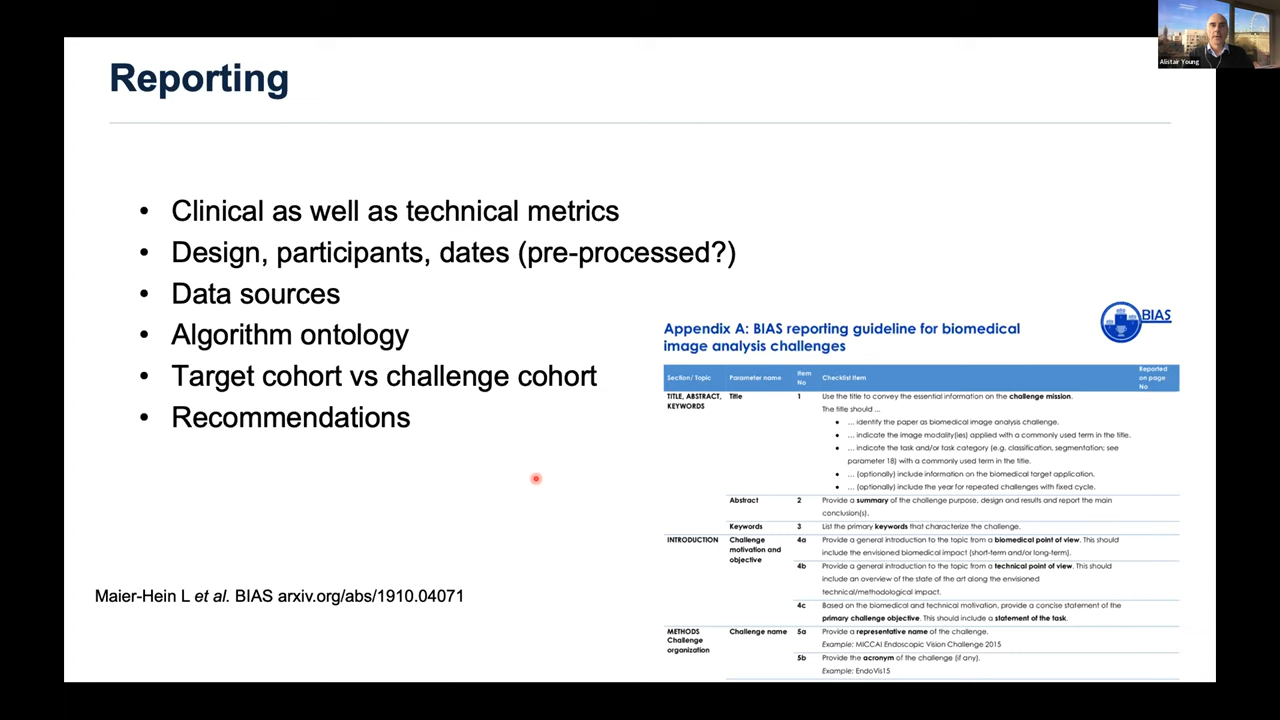 Reporting
Alistair Young
• Clinical as well as technical metrics
• Design, participants, dates (pre-processed?)
• Data sources
• Algorithm ontology
• Target cohort vs challenge cohort
• Recommendations
Maier-Hein L et al. BIAS arxiv.org/abs/1910.04071
Appendix A: BIAS reporting guideline for biomedical
image analysis challenges
BIAS
Section/ Topic Parameter name Item No Checklist item Reported on page No
TITLE, ABSTRACT, KEYWORDS Title 1 Use the title to convey the essential information on the challenge mission.
The title should ...
• ... identify the paper as biomedical image analysis challenge.
• ... indicate the image modality(ies) applied with a commonly used term in the title.
• ... indicate the task and/or task category (e.g. classification, segmentation; see
parameter 18) with a commonly used term in the title.
• ... (optionally) include information on the biomedical target application.
• ... (optionally) include the year for repeated challenges with fixed cycle.
Abstract 2 Provide a summary of the challenge purpose, design and results and report the main
conclusion(s).
Keywords 3 List the primary keywords that characterize the challenge.
INTRODUCTION Challenge motivation and objective 4a Provide a general introduction to the topic from a biomedical point of view. This should
include the envisioned biomedical impact (short-term and/or long-term).
4b Provide a general introduction to the topic from a technical point of view. This should
include an overview of the state of the art along the envisioned
technical/methodological impact.
4c Based on the biomedical and technical motivation, provide a concise statement of the
primary challenge objective. This should include a statement of the task.
METHODS Challenge organization Challenge name 5a Provide a representative name of the challenge.
Example: MICCAI Endoscopic Vision Challenge 2015
5b Provide the acronym of the challenge (if any).
Example: EndoVis15